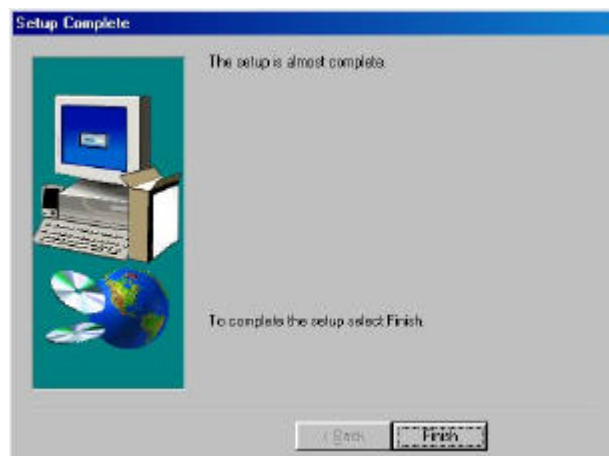 Setup Complete
The setup is almost complete.
To complete the setup select Finish.
< Back
Finish